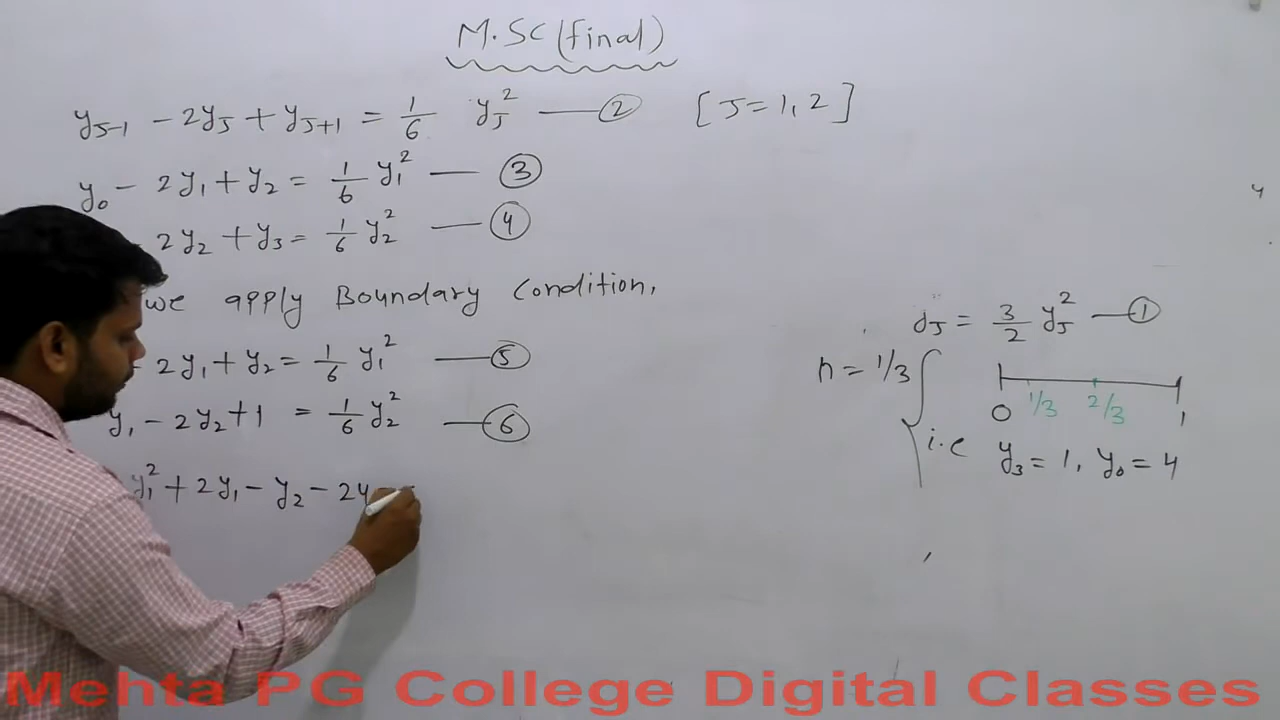 M.SC (final)
y_{J-1} - 2y_J + y_{J+1} = 1/6 y_J^2 — ② [J = 1, 2]
y_0 - 2y_1 + y_2 = 1/6 y_1^2 — ③
2y_2 + y_3 = 1/6 y_2^2 — ④
we apply Boundary Condition,
- 2y_1 + y_2 = 1/6 y_1^2 — ⑤
y_1 - 2y_2 + 1 = 1/6 y_2^2 — ⑥
y_1^2 + 2y_1 - y_2 - 2y
y_J = 3/2 y_J^2 — ①
h = 1/3
0 1/3 2/3 1
i.e y_3 = 1, y_0 = 4
y
Mehta PG College Digital Classes